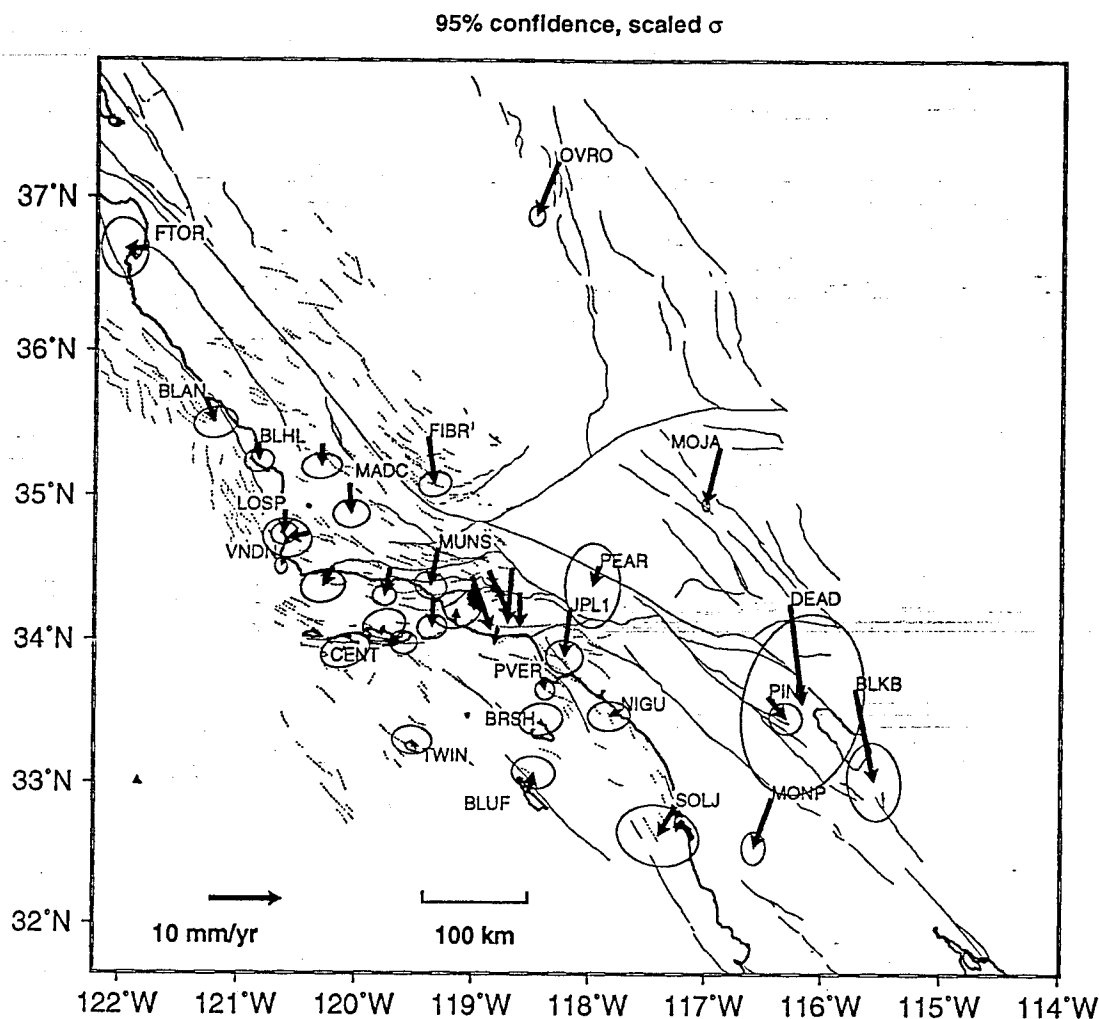 95% confidence, scaled σ
OVRO
37°N
FTOR
36°N
BLAN
BLHL
FIBR'
MOJA
MADC
35°N
LOSP
VNDN
MUNS
PEAR
JPL1
DEAD
34°N
CENT
PVER
PIN
BLKB
NIGU
BRSH
TWIN
33°N
BLUF
SOLJ
MONP
32°N
10 mm/yr
100 km
122°W 121°W 120°W 119°W 118°W 117°W 116°W 115°W 114°W